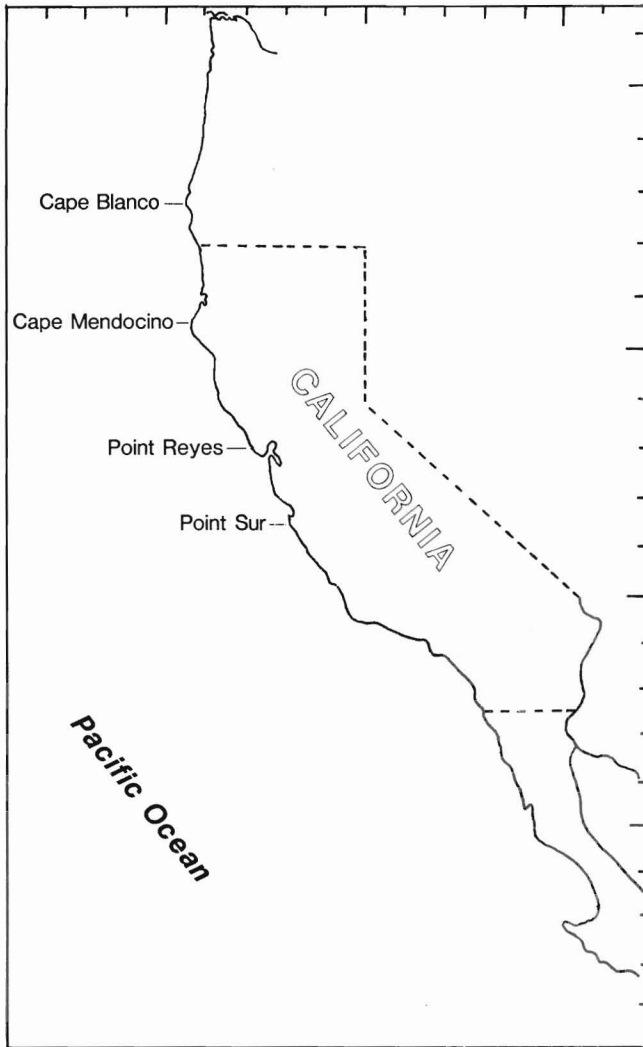 Cape Blanco
Cape Mendocino
CALIFORNIA
Point Reyes
Point Sur
Pacific Ocean